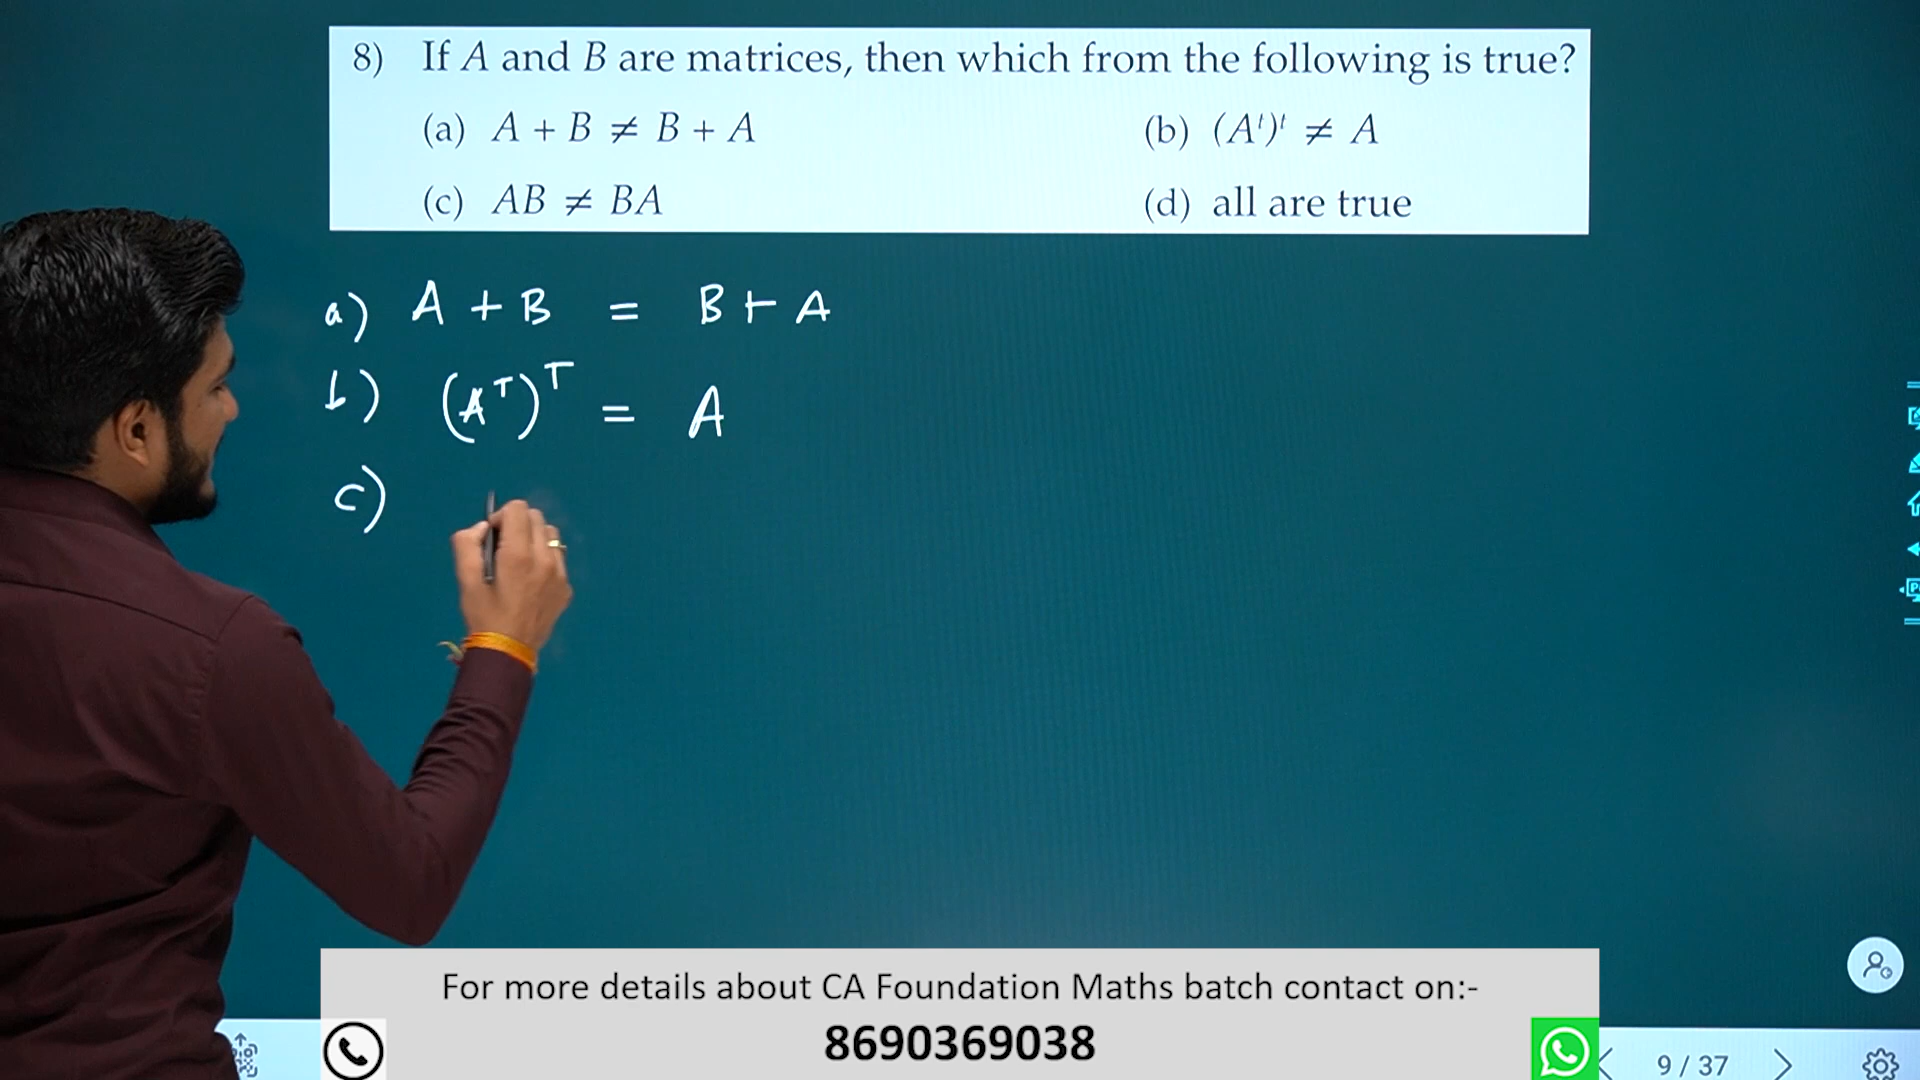 8) If A and B are matrices, then which from the following is true?
(a) A + B ≠ B + A (b) (A')' ≠ A
(c) AB ≠ BA (d) all are true
a) A + B = B + A
b) (Aᵀ)ᵀ = A
c)
For more details about CA Foundation Maths batch contact on:-
8690369038
9 / 37